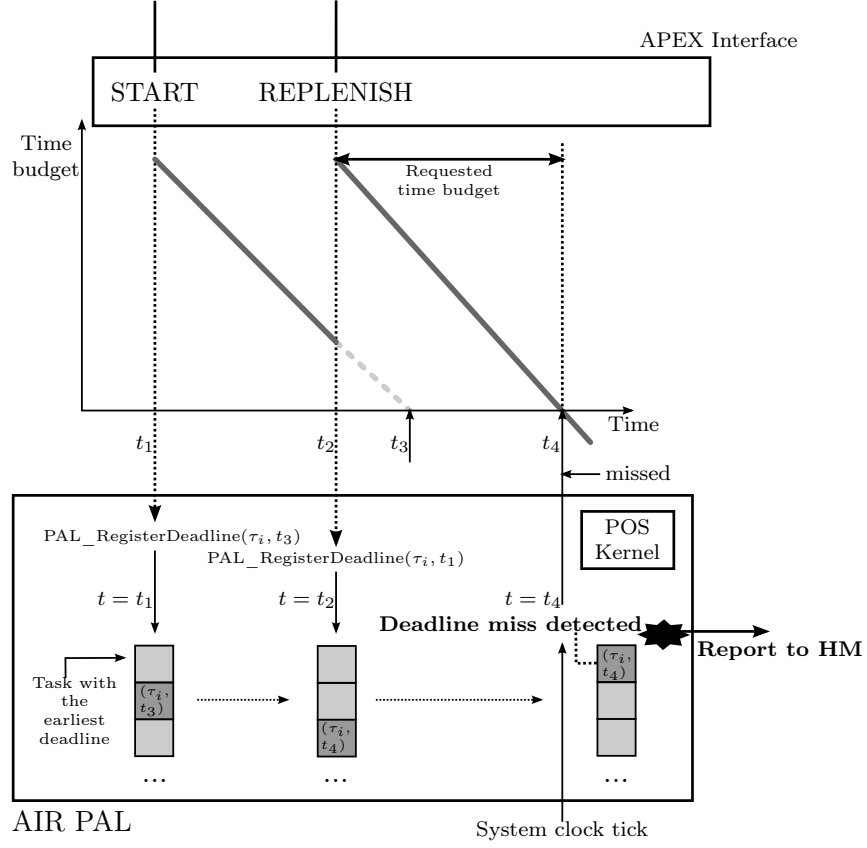 APEX Interface
START
REPLENISH
Time
budget
Requested
time budget
Time
t₁
t₂
t₃
t₄
missed
POS
Kernel
PAL_RegisterDeadline(τᵢ, t₃)
PAL_RegisterDeadline(τᵢ, t₁)
t = t₁
t = t₂
t = t₄
Deadline miss detected
Report to HM
Task with
the
earliest
deadline
(τᵢ,
t₃)
(τᵢ,
t₄)
(τᵢ,
t₄)
...
...
...
AIR PAL
System clock tick